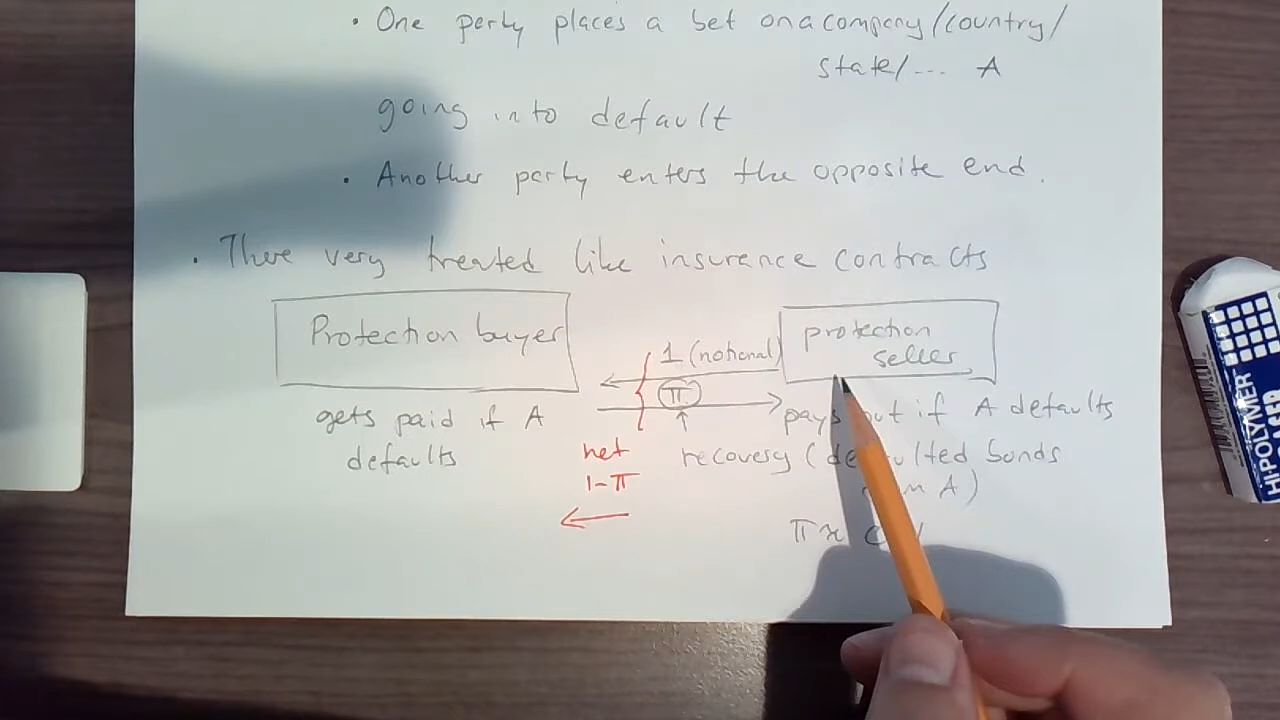 • One party places a bet on a company/country/
state/... A
going into default
• Another party enters the opposite end.
• There very treated like insurance contracts
Protection buyer
1 (notional)
protection
seller
π
gets paid if A
defaults
pays out if A defaults
net
1-π
recovery (defaulted bonds
A)
HI-POLYMER